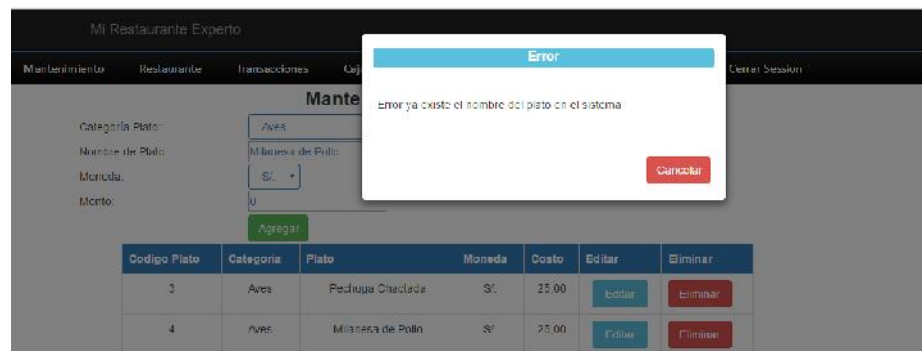 Mi Restaurante Experto
Error
Mantenimiento Restaurante Transacciones Caj Cerrar Session
Mante
Error ya existe el nombre del plato en el sistema
Categoría Plato: Aves
Nombre de Plato Milanesa de Pollo
Moneda: S/.
Cancelar
Monto: 0
Agregar
Codigo Plato Categoria Plato Moneda Costo Editar Eliminar
3 Aves Pechuga Chactada S/. 25,00 Editar Eliminar
4 Aves Milanesa de Pollo S/ 25,00 Editar Eliminar